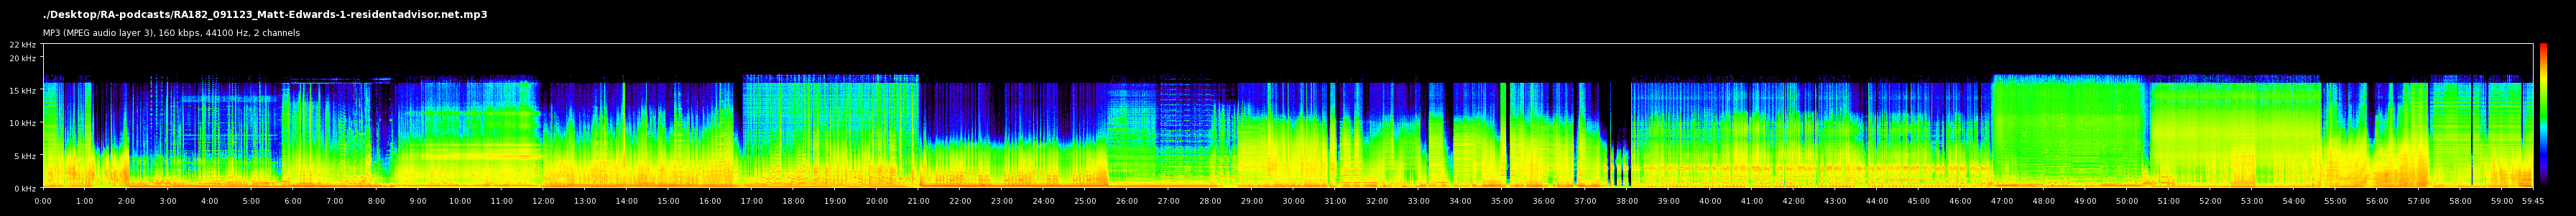 ./Desktop/RA-podcasts/RA182_091123_Matt-Edwards-1-residentadvisor.net.mp3
MP3 (MPEG audio layer 3), 160 kbps, 44100 Hz, 2 channels
22 kHz
20 kHz
15 kHz
10 kHz
5 kHz
0 kHz
0:00 1:00 2:00 3:00 4:00 5:00 6:00 7:00 8:00 9:00 10:00 11:00 12:00 13:00 14:00 15:00 16:00 17:00 18:00 19:00 20:00 21:00 22:00 23:00 24:00 25:00 26:00 27:00 28:00 29:00 30:00 31:00 32:00 33:00 34:00 35:00 36:00 37:00 38:00 39:00 40:00 41:00 42:00 43:00 44:00 45:00 46:00 47:00 48:00 49:00 50:00 51:00 52:00 53:00 54:00 55:00 56:00 57:00 58:00 59:00 59:45